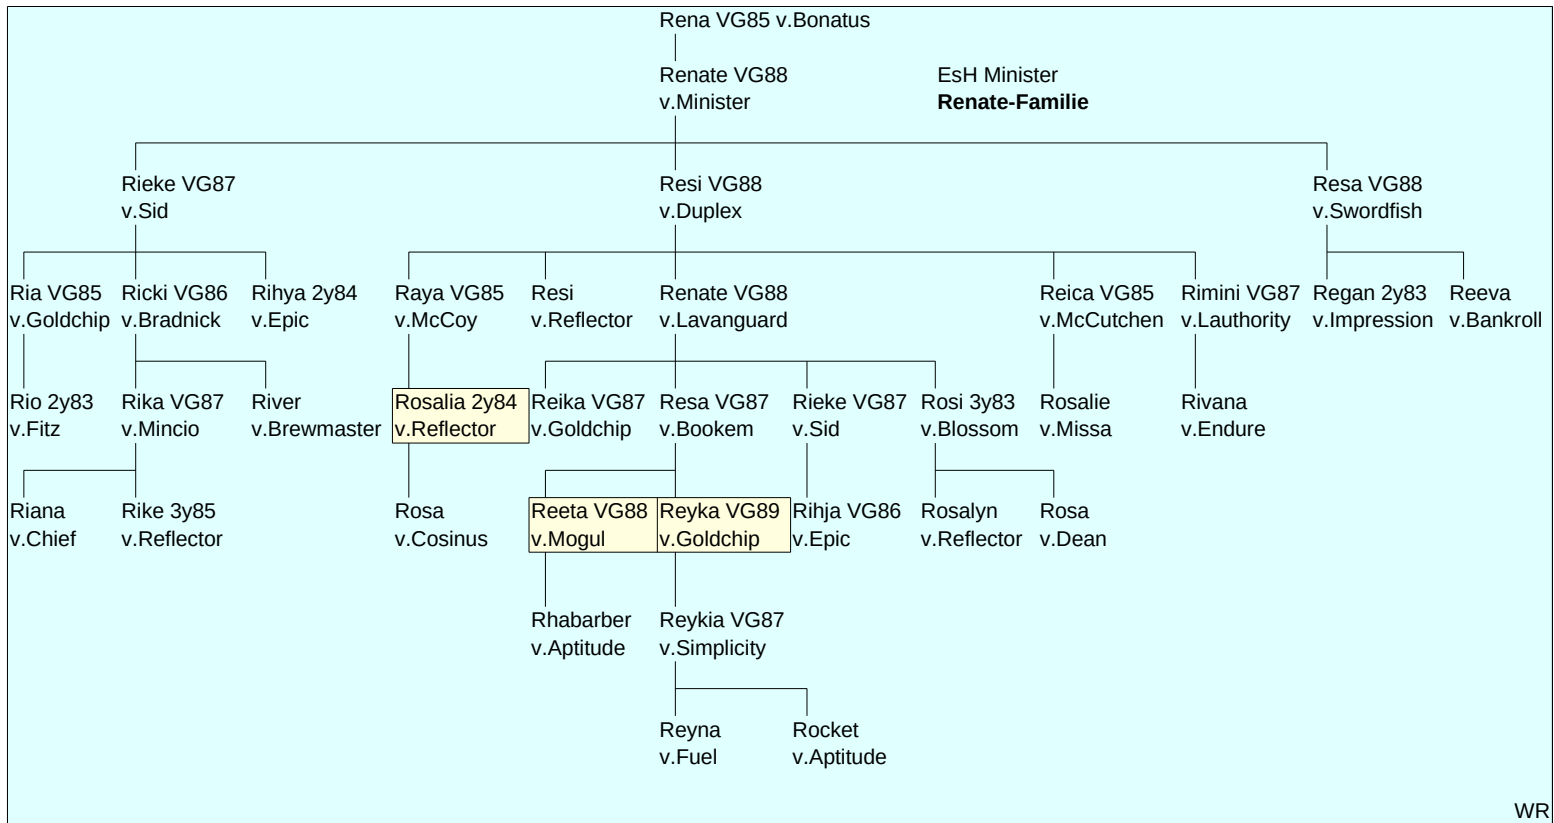 Rena VG85 v.Bonatus
Renate VG88 EsH Minister
v.Minister Renate-Familie
Rieke VG87 Resi VG88 Resa VG88
v.Sid v.Duplex v.Swordfish
Ria VG85 Ricki VG86 Rihya 2y84 Raya VG85 Resi Renate VG88 Reica VG85 Rimini VG87 Regan 2y83 Reeva
v.Goldchip v.Bradnick v.Epic v.McCoy v.Reflector v.Lavanguard v.McCutchen v.Lauthority v.Impression v.Bankroll
Rio 2y83 Rika VG87 River Rosalia 2y84 Reika VG87 Resa VG87 Rieke VG87 Rosi 3y83 Rosalie Rivana
v.Fitz v.Mincio v.Brewmaster v.Reflector v.Goldchip v.Bookem v.Sid v.Blossom v.Missa v.Endure
Riana Rike 3y85 Rosa Reeta VG88 Reyka VG89 Rihja VG86 Rosalyn Rosa
v.Chief v.Reflector v.Cosinus v.Mogul v.Goldchip v.Epic v.Reflector v.Dean
Rhabarber Reykia VG87
v.Aptitude v.Simplicity
Reyna Rocket
v.Fuel v.Aptitude
WR